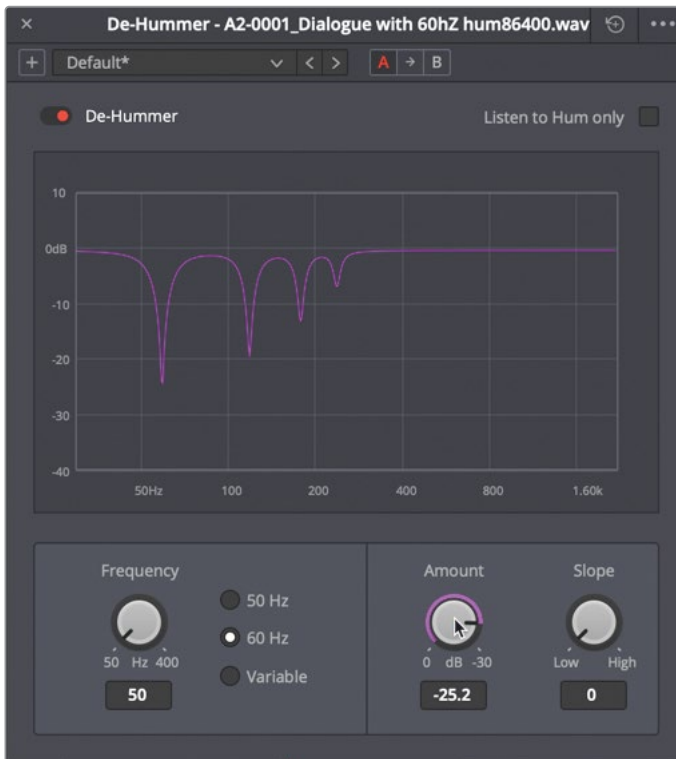 De-Hummer - A2-0001_Dialogue with 60hZ hum86400.wav
Default*
A
B
De-Hummer
Listen to Hum only
10
0dB
-10
-20
-30
-40
50Hz 100 200 400 800 1.60k
Frequency
50 Hz 400
50
50 Hz
60 Hz
Variable
Amount
0 dB -30
-25.2
Slope
Low High
0